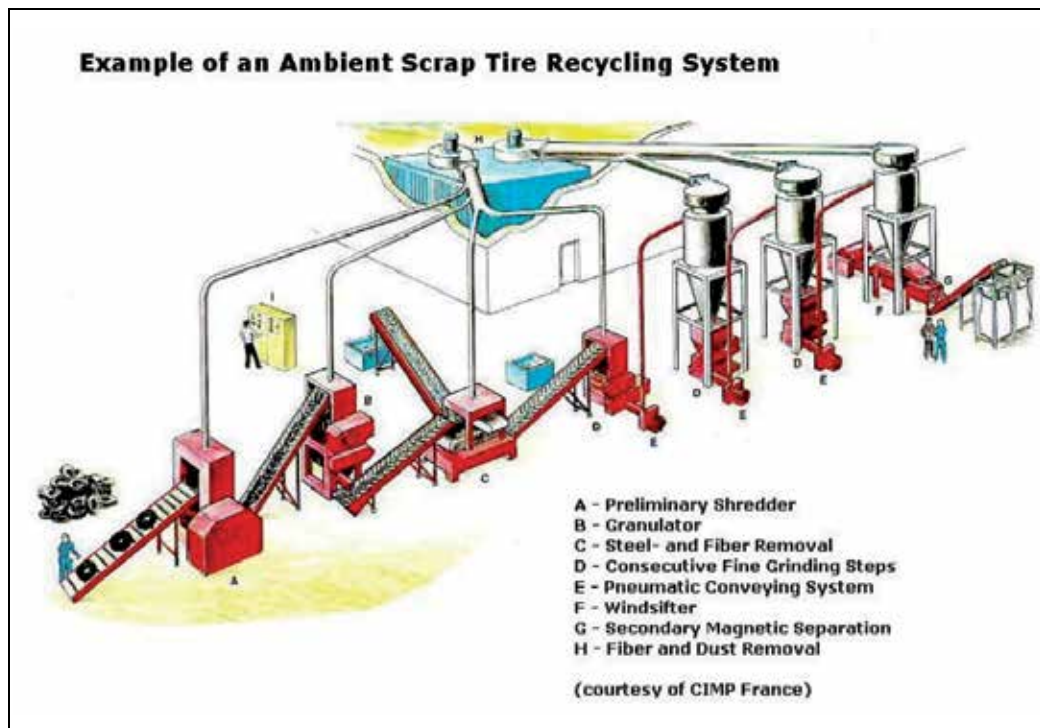 Example of an Ambient Scrap Tire Recycling System
H
I
B
G
F
D
E
D
E
D
E
C
A
A - Preliminary Shredder
B - Granulator
C - Steel- and Fiber Removal
D - Consecutive Fine Grinding Steps
E - Pneumatic Conveying System
F - Windsifter
G - Secondary Magnetic Separation
H - Fiber and Dust Removal
(courtesy of CIMP France)